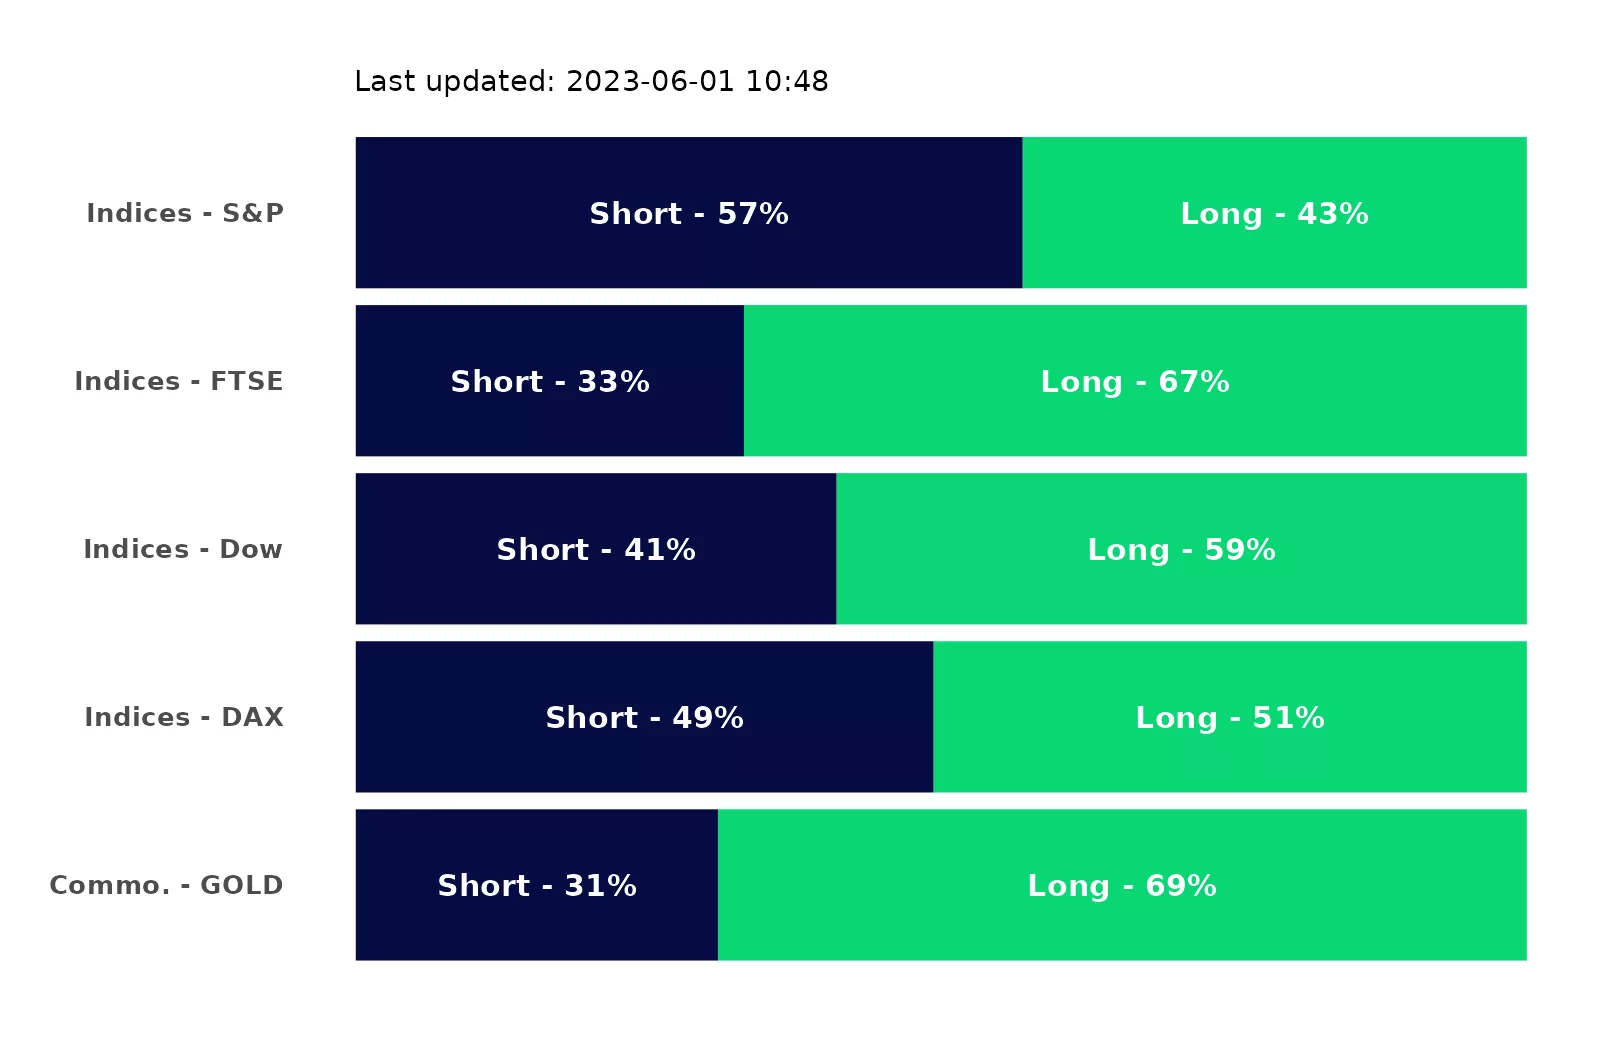 Last updated: 2023-06-01 10:48
Indices - S&P Short - 57% Long - 43%
Indices - FTSE Short - 33% Long - 67%
Indices - Dow Short - 41% Long - 59%
Indices - DAX Short - 49% Long - 51%
Commo. - GOLD Short - 31% Long - 69%